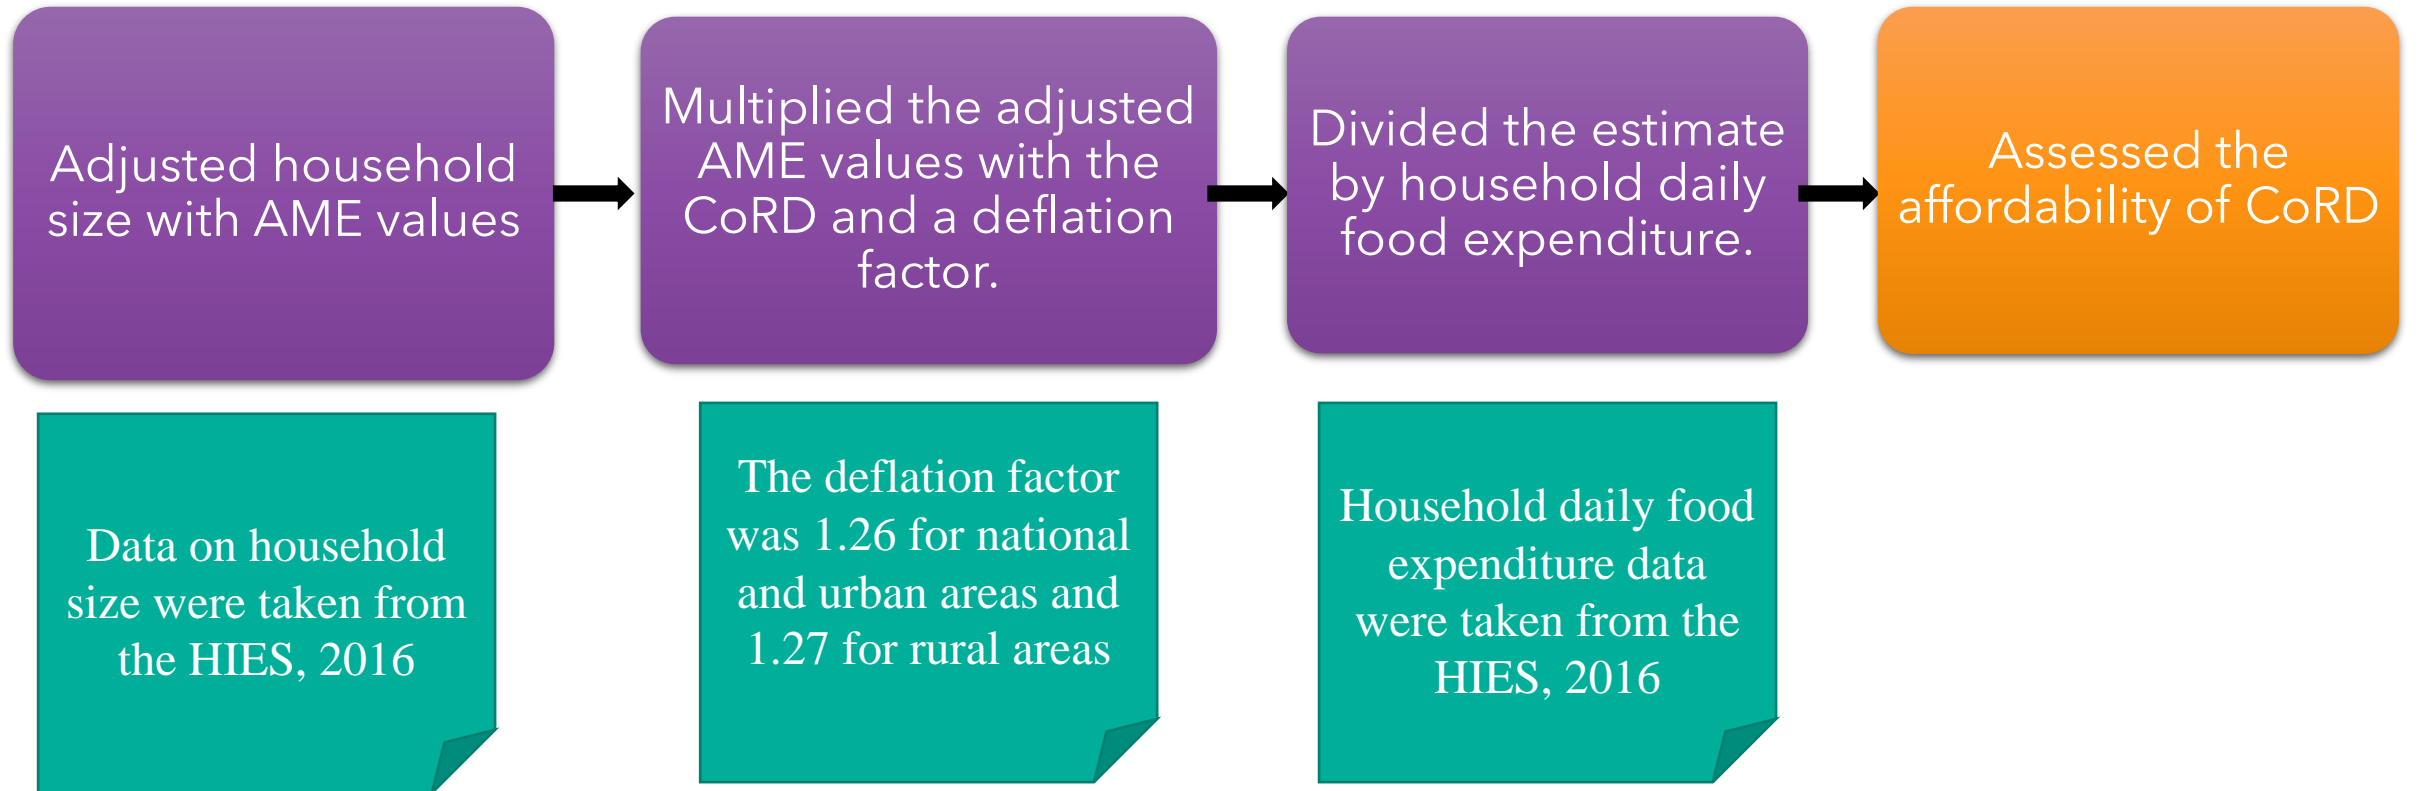 Adjusted household
size with AME values
Multiplied the adjusted
AME values with the
CoRD and a deflation
factor.
Divided the estimate
by household daily
food expenditure.
Assessed the
affordability of CoRD
Data on household
size were taken from
the HIES, 2016
The deflation factor
was 1.26 for national
and urban areas and
1.27 for rural areas
Household daily food
expenditure data
were taken from the
HIES, 2016